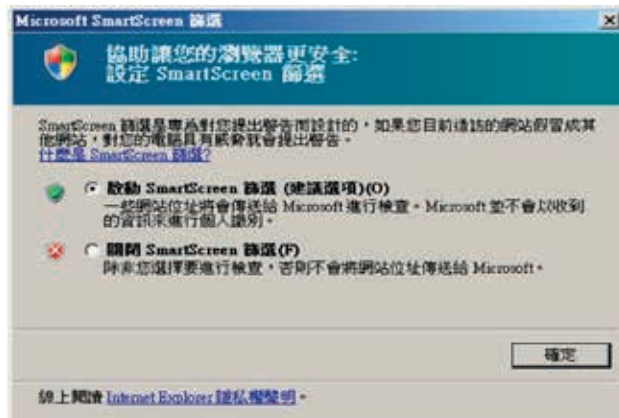 Microsoft SmartScreen 篩選
協助讓您的瀏覽器更安全:
設定 SmartScreen 篩選
SmartScreen 篩選是專為對您提出警告而設計的，如果您目前造訪的網站假冒成其
他網站，對您的電腦具有威脅就會提出警告。
什麼是 SmartScreen 篩選?
啟動 SmartScreen 篩選 (建議選項)(O)
一些網站位址將會傳送給 Microsoft 進行檢查。Microsoft 並不會以收到
的資訊來進行個人識別。
關閉 SmartScreen 篩選(F)
除非您選擇要進行檢查，否則不會將網站位址傳送給 Microsoft。
確定
線上閱讀 Internet Explorer 隱私權聲明。